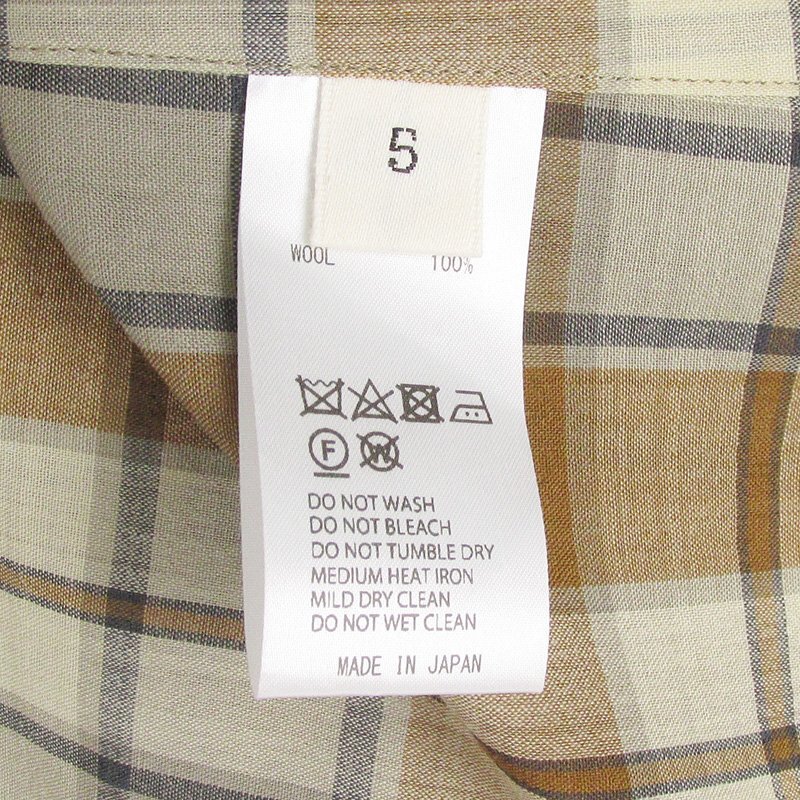 5
WOOL 100%
F W
DO NOT WASH
DO NOT BLEACH
DO NOT TUMBLE DRY
MEDIUM HEAT IRON
MILD DRY CLEAN
DO NOT WET CLEAN
MADE IN JAPAN